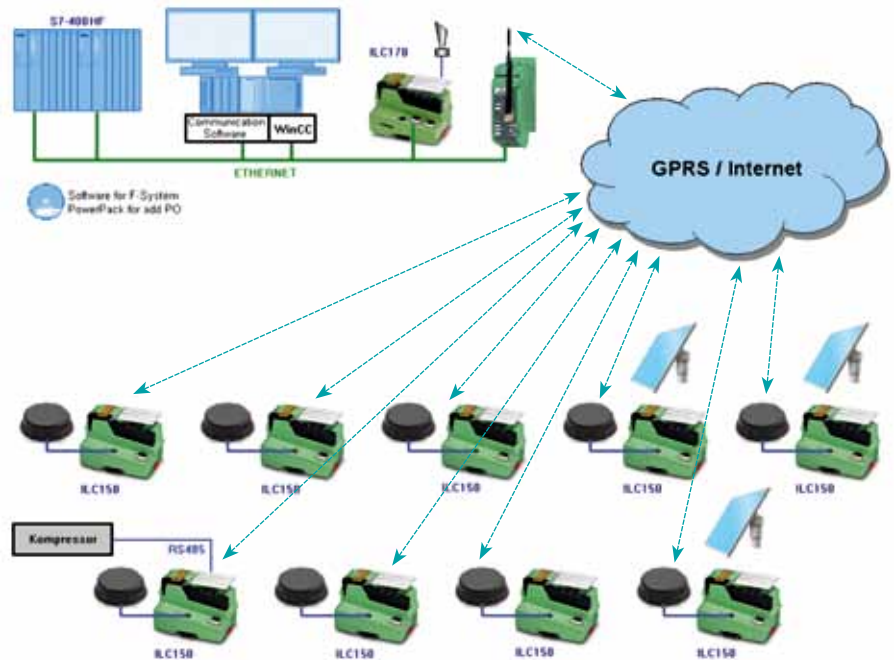 S7-400HF
ILC170
Communication
Software
WinCC
ETHERNET
Software for F-System
PowerPack for add PO
GPRS / Internet
ILC150
ILC150
ILC150
ILC150
ILC150
Kompressur
RS485
ILC150
ILC150
ILC150
ILC150